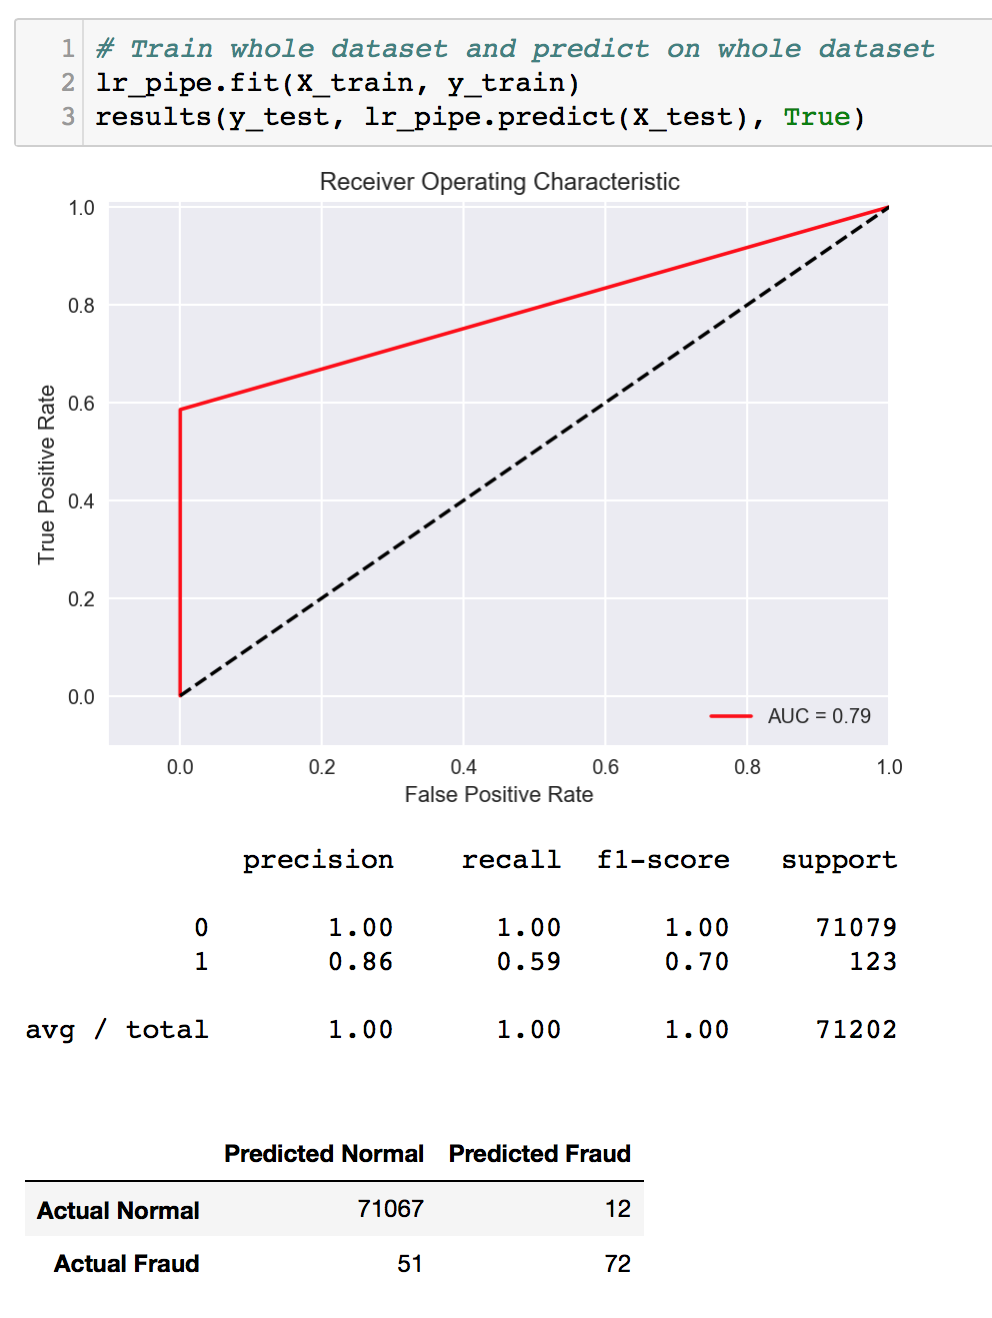 1 # Train whole dataset and predict on whole dataset
2 lr_pipe.fit(X_train, y_train)
3 results(y_test, lr_pipe.predict(X_test), True)
Receiver Operating Characteristic
1.0
0.8
0.6
0.4
0.2
0.0
True Positive Rate
AUC = 0.79
0.0 0.2 0.4 0.6 0.8 1.0
False Positive Rate
precision recall f1-score support
0 1.00 1.00 1.00 71079
1 0.86 0.59 0.70 123
avg / total 1.00 1.00 1.00 71202
Predicted Normal Predicted Fraud
Actual Normal 71067 12
Actual Fraud 51 72